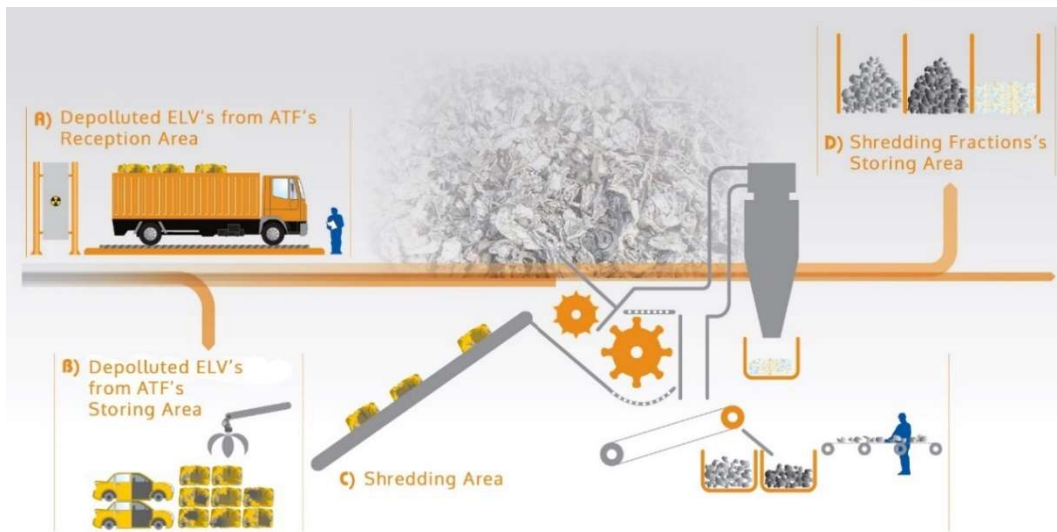 A) Depolluted ELV's from ATF's
Reception Area
B) Depolluted ELV's
from ATF's
Storing Area
C) Shredding Area
D) Shredding Fractions's
Storing Area